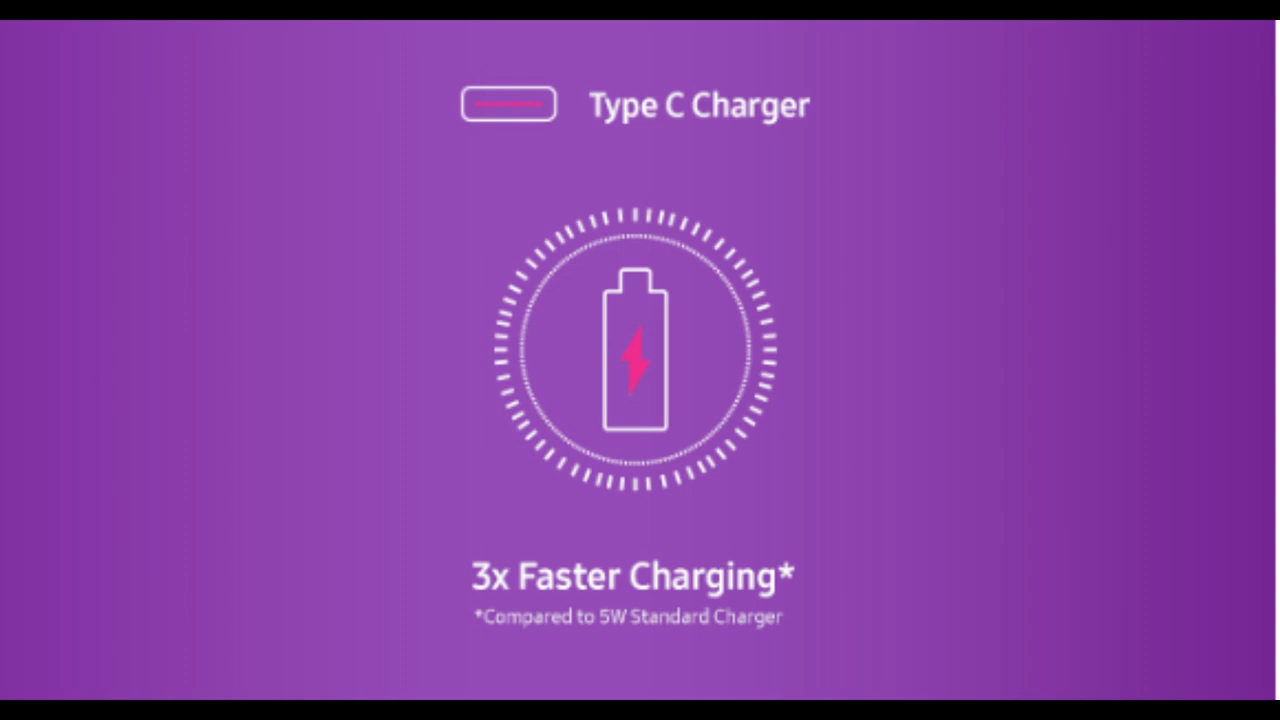 Type C Charger
3x Faster Charging*
*Compared to 5W Standard Charger